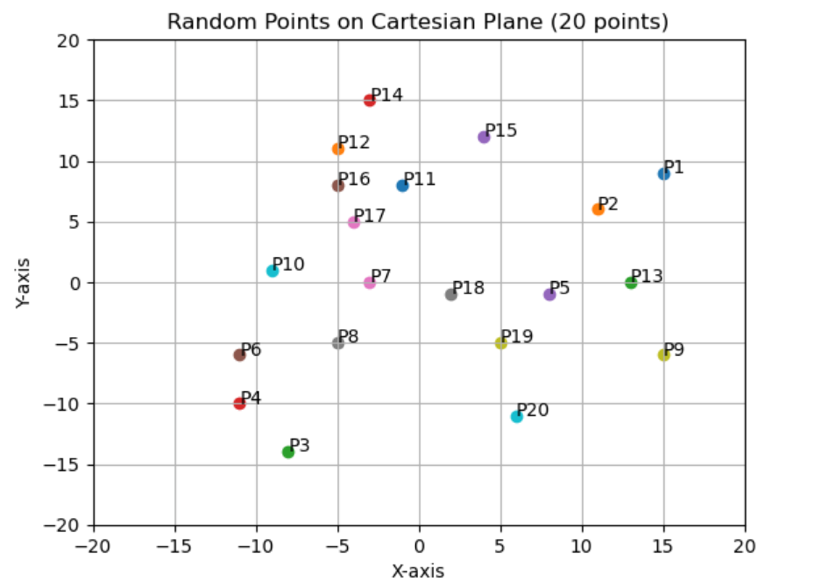 Random Points on Cartesian Plane (20 points)
20
P14
15
P15
P12
10
P16
P11
P1
P2
5
P17
P10
P7
P13
0
P18
P5
P8
P19
-5
P6
P9
P4
-10
P20
P3
-15
-20
-20 -15 -10 -5 0 5 10 15 20
X-axis
Y-axis